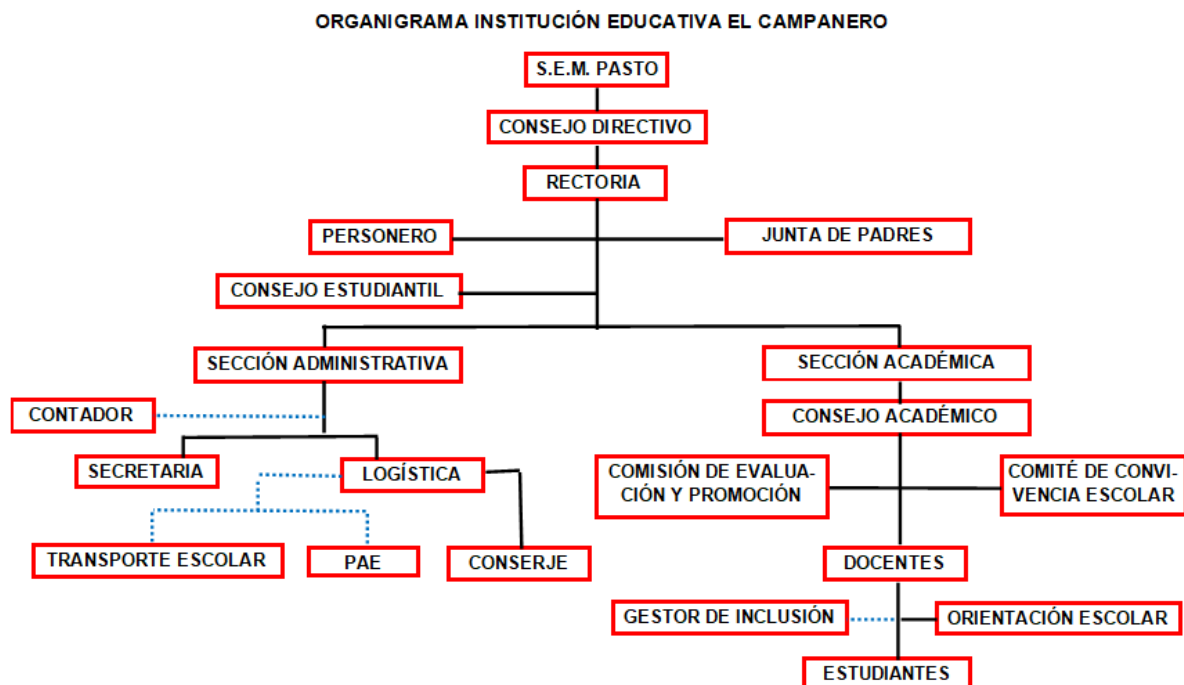 ORGANIGRAMA INSTITUCIÓN EDUCATIVA EL CAMPANERO
S.E.M. PASTO
CONSEJO DIRECTIVO
RECTORIA
PERSONERO
JUNTA DE PADRES
CONSEJO ESTUDIANTIL
SECCIÓN ADMINISTRATIVA
SECCIÓN ACADÉMICA
CONTADOR
CONSEJO ACADÉMICO
SECRETARIA
LOGÍSTICA
COMISIÓN DE EVALUA-
CIÓN Y PROMOCIÓN
COMITÉ DE CONVI-
VENCIA ESCOLAR
TRANSPORTE ESCOLAR
PAE
CONSERJE
DOCENTES
GESTOR DE INCLUSIÓN
ORIENTACIÓN ESCOLAR
ESTUDIANTES